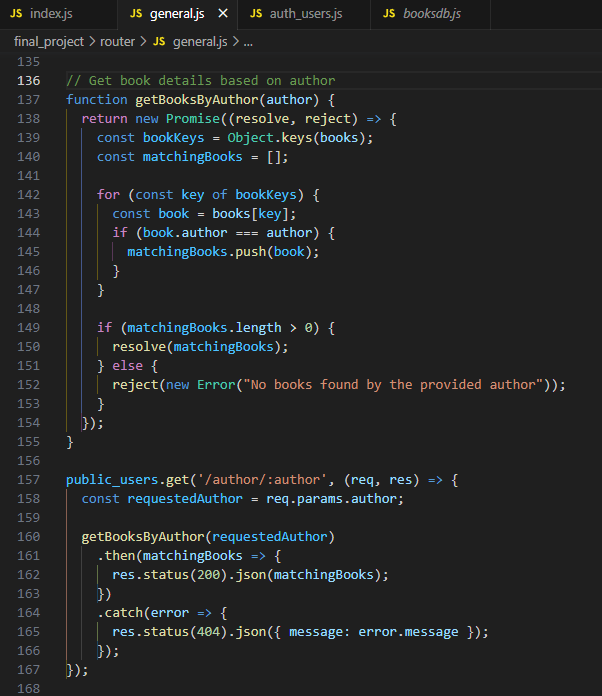 JS index.js JS general.js × JS auth_users.js JS booksdb.js
final_project > router > JS general.js > ...
135
136 // Get book details based on author
137 function getBooksByAuthor(author) {
138   return new Promise((resolve, reject) => {
139     const bookKeys = Object.keys(books);
140     const matchingBooks = [];
141
142     for (const key of bookKeys) {
143       const book = books[key];
144       if (book.author === author) {
145         matchingBooks.push(book);
146       }
147     }
148
149     if (matchingBooks.length > 0) {
150       resolve(matchingBooks);
151     } else {
152       reject(new Error("No books found by the provided author"));
153     }
154   });
155 }
156
157 public_users.get('/author/:author', (req, res) => {
158   const requestedAuthor = req.params.author;
159
160   getBooksByAuthor(requestedAuthor)
161     .then(matchingBooks => {
162       res.status(200).json(matchingBooks);
163     })
164     .catch(error => {
165       res.status(404).json({ message: error.message });
166     });
167 });
168